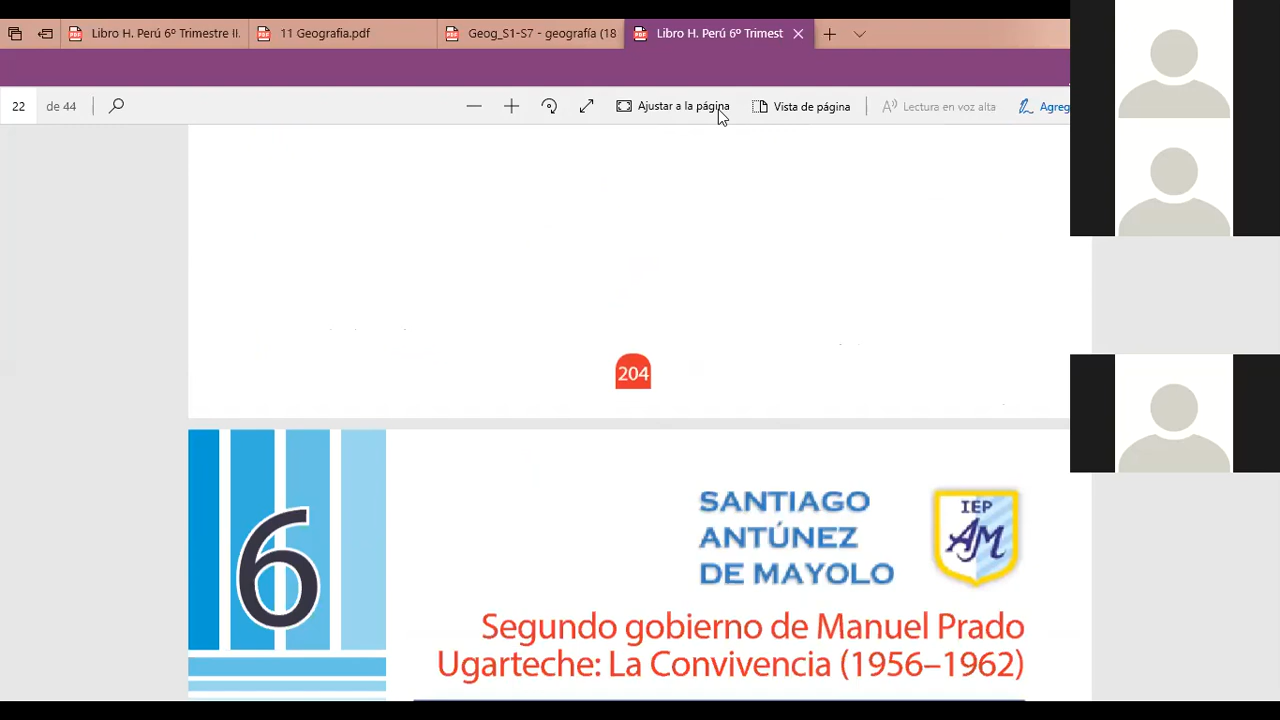 Libro H. Perú 6º Trimestre II.
11 Geografia.pdf
Geog_S1-S7 - geografía (18
Libro H. Perú 6º Trimest
22 de 44
Ajustar a la página
Vista de página
Lectura en voz alta
Agreg
204
6
SANTIAGO
ANTÚNEZ
DE MAYOLO
IEP
AM
Segundo gobierno de Manuel Prado
Ugarteche: La Convivencia (1956–1962)